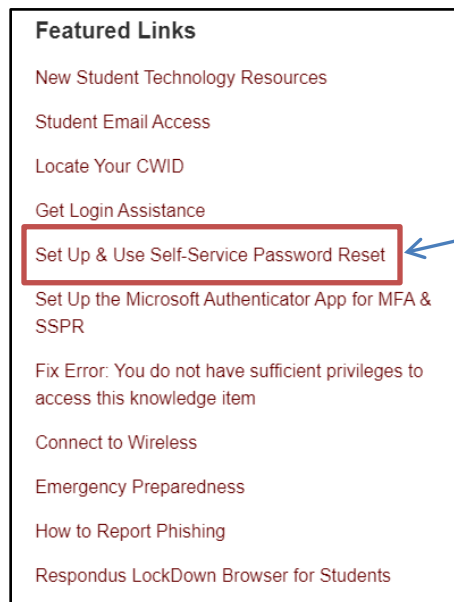 Featured Links
New Student Technology Resources
Student Email Access
Locate Your CWID
Get Login Assistance
Set Up & Use Self-Service Password Reset
Set Up the Microsoft Authenticator App for MFA &
SSPR
Fix Error: You do not have sufficient privileges to
access this knowledge item
Connect to Wireless
Emergency Preparedness
How to Report Phishing
Respondus LockDown Browser for Students